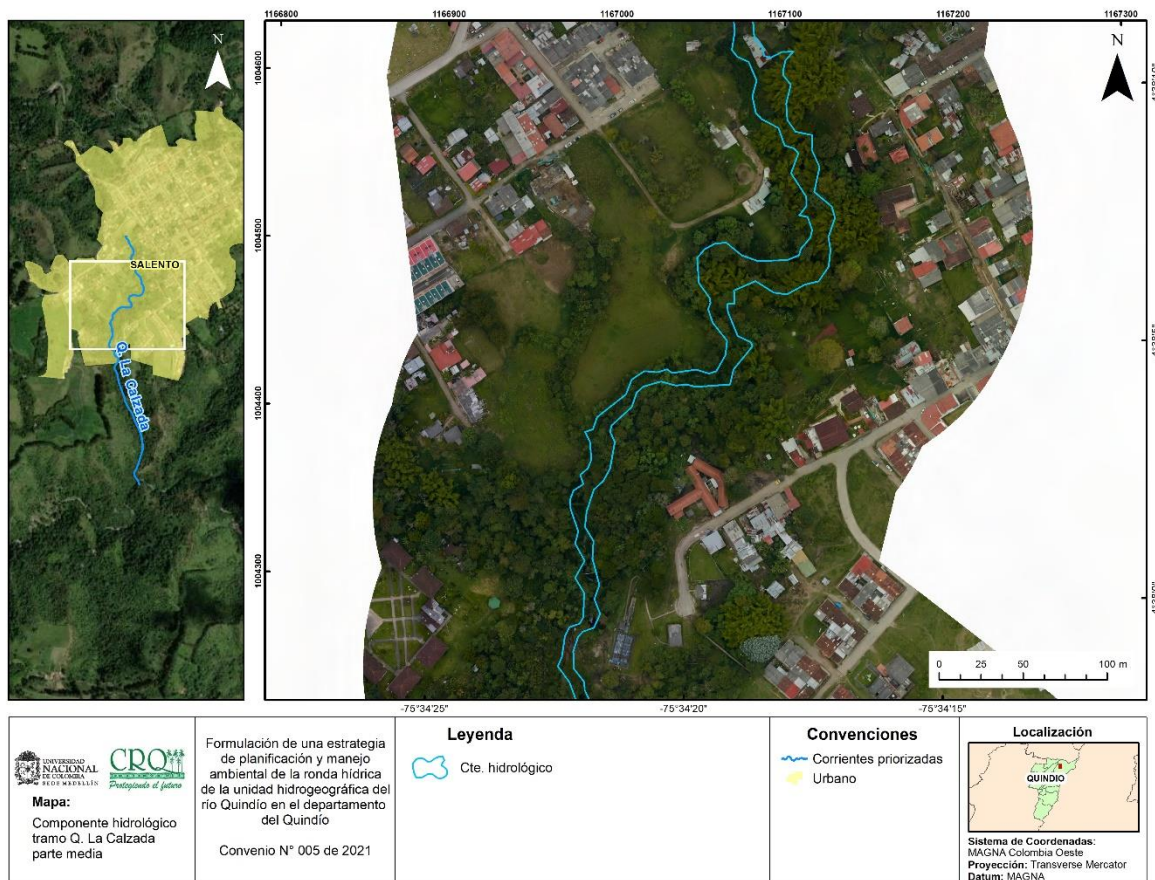 N
SALENTO
Q. La Calzada
1166800
1166900
1167000
1167100
1167200
1167300
1004600
1004500
1004400
1004300
N
0 25 50 100 m
-75°34'25"
-75°34'20"
-75°34'15"
UNIVERSIDAD
NACIONAL
DE COLOMBIA
SEDE MEDELLÍN
CRQ
Protegiendo el futuro
Mapa:
Componente hidrológico
tramo Q. La Calzada
parte media
Formulación de una estrategia
de planificación y manejo
ambiental de la ronda hídrica
de la unidad hidrogeográfica del
río Quindío en el departamento
del Quindío
Convenio N° 005 de 2021
Leyenda
Cte. hidrológico
Convenciones
Corrientes priorizadas
Urbano
Localización
QUINDIO
Sistema de Coordenadas:
MAGNA Colombia Oeste
Proyección: Transverse Mercator
Datum: MAGNA